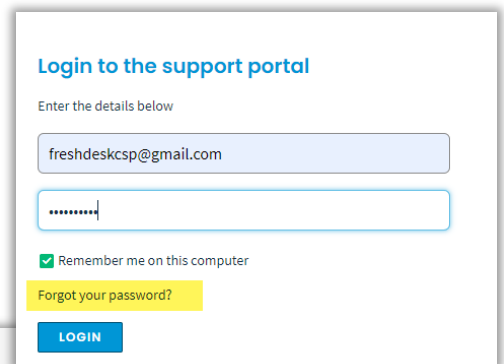 Login to the support portal
Enter the details below
freshdeskcsp@gmail.com
••••••••••
Remember me on this computer
Forgot your password?
LOGIN